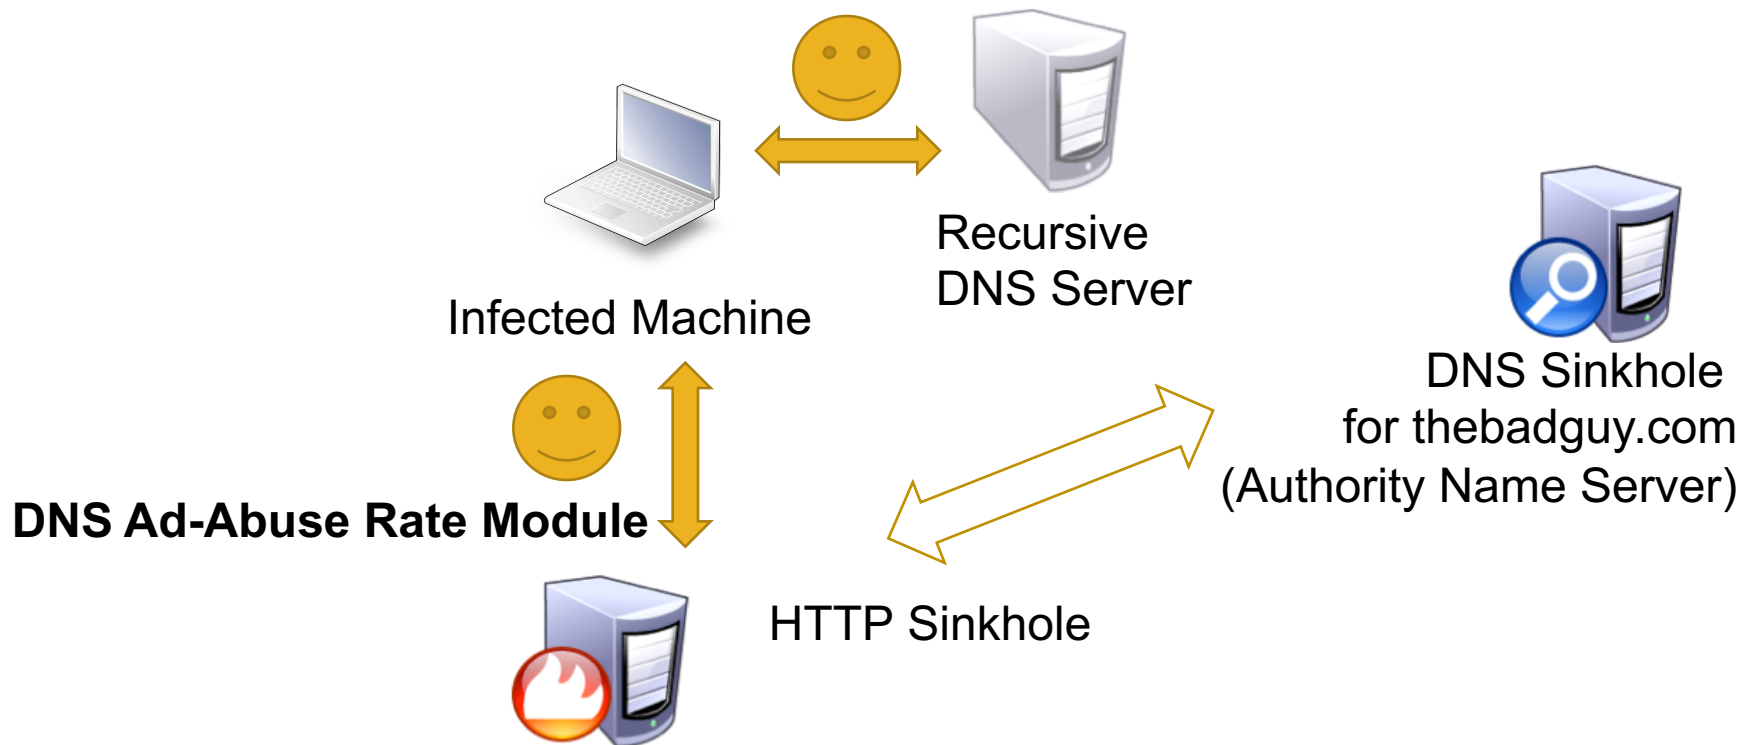 Recursive
DNS Server
Infected Machine
DNS Sinkhole
for thebadguy.com
(Authority Name Server)
DNS Ad-Abuse Rate Module
HTTP Sinkhole